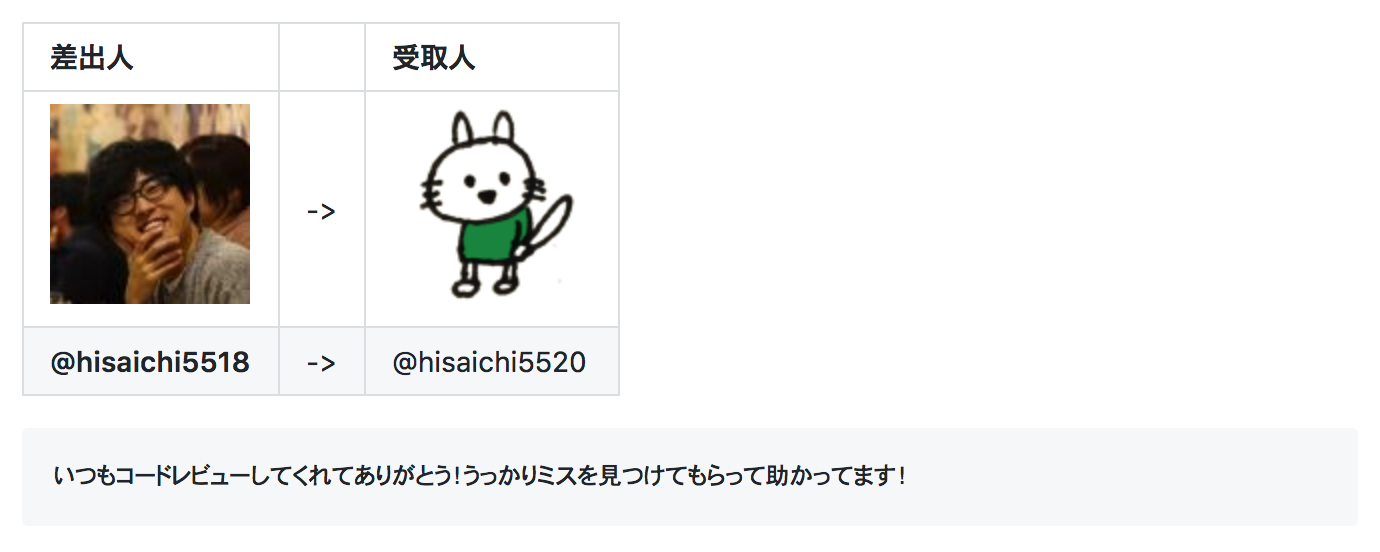 差出人 受取人
->
@hisaichi5518 -> @hisaichi5520
いつもコードレビューしてくれてありがとう！うっかりミスを見つけてもらって助かってます！